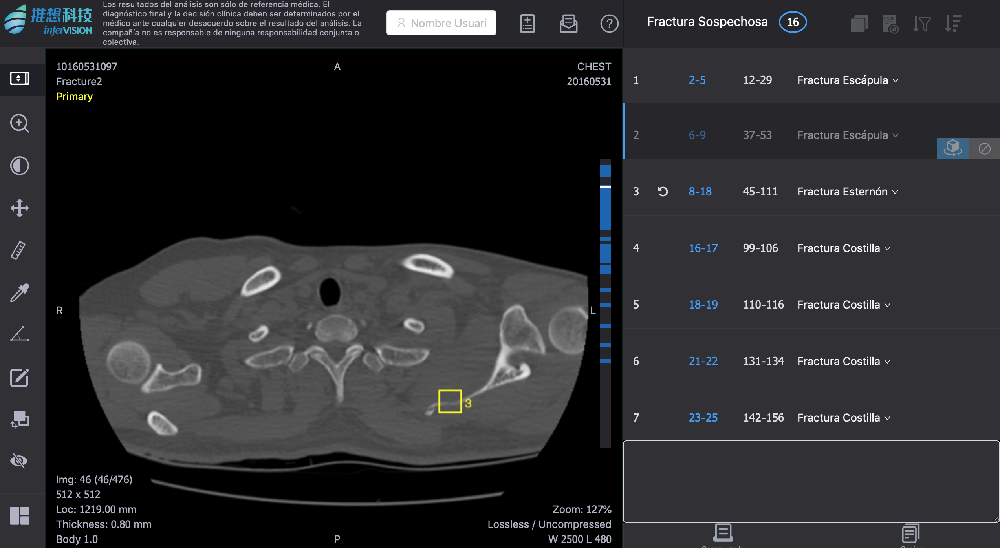 推想科技
inferVISION
Los resultados del análisis son sólo de referencia médica. El
diagnóstico final y la decisión clínica deben ser determinados por el
médico ante cualquier desacuerdo sobre el resultado del análisis. La
compañía no es responsable de ninguna responsabilidad conjunta o
colectiva.
Nombre Usuari
Fractura Sospechosa 16
NCCN
10160531097
Fracture2
Primary
A
CHEST
20160531
R
L
3
Img: 46 (46/476)
512 x 512
Loc: 1219.00 mm
Thickness: 0.80 mm
Body 1.0
P
Zoom: 127%
Lossless / Uncompressed
W 2500 L 480
1 2-5 12-29 Fractura Escápula
2 6-9 37-53 Fractura Escápula
3 8-18 45-111 Fractura Esternón
4 16-17 99-106 Fractura Costilla
5 18-19 110-116 Fractura Costilla
6 21-22 131-134 Fractura Costilla
7 23-25 142-156 Fractura Costilla